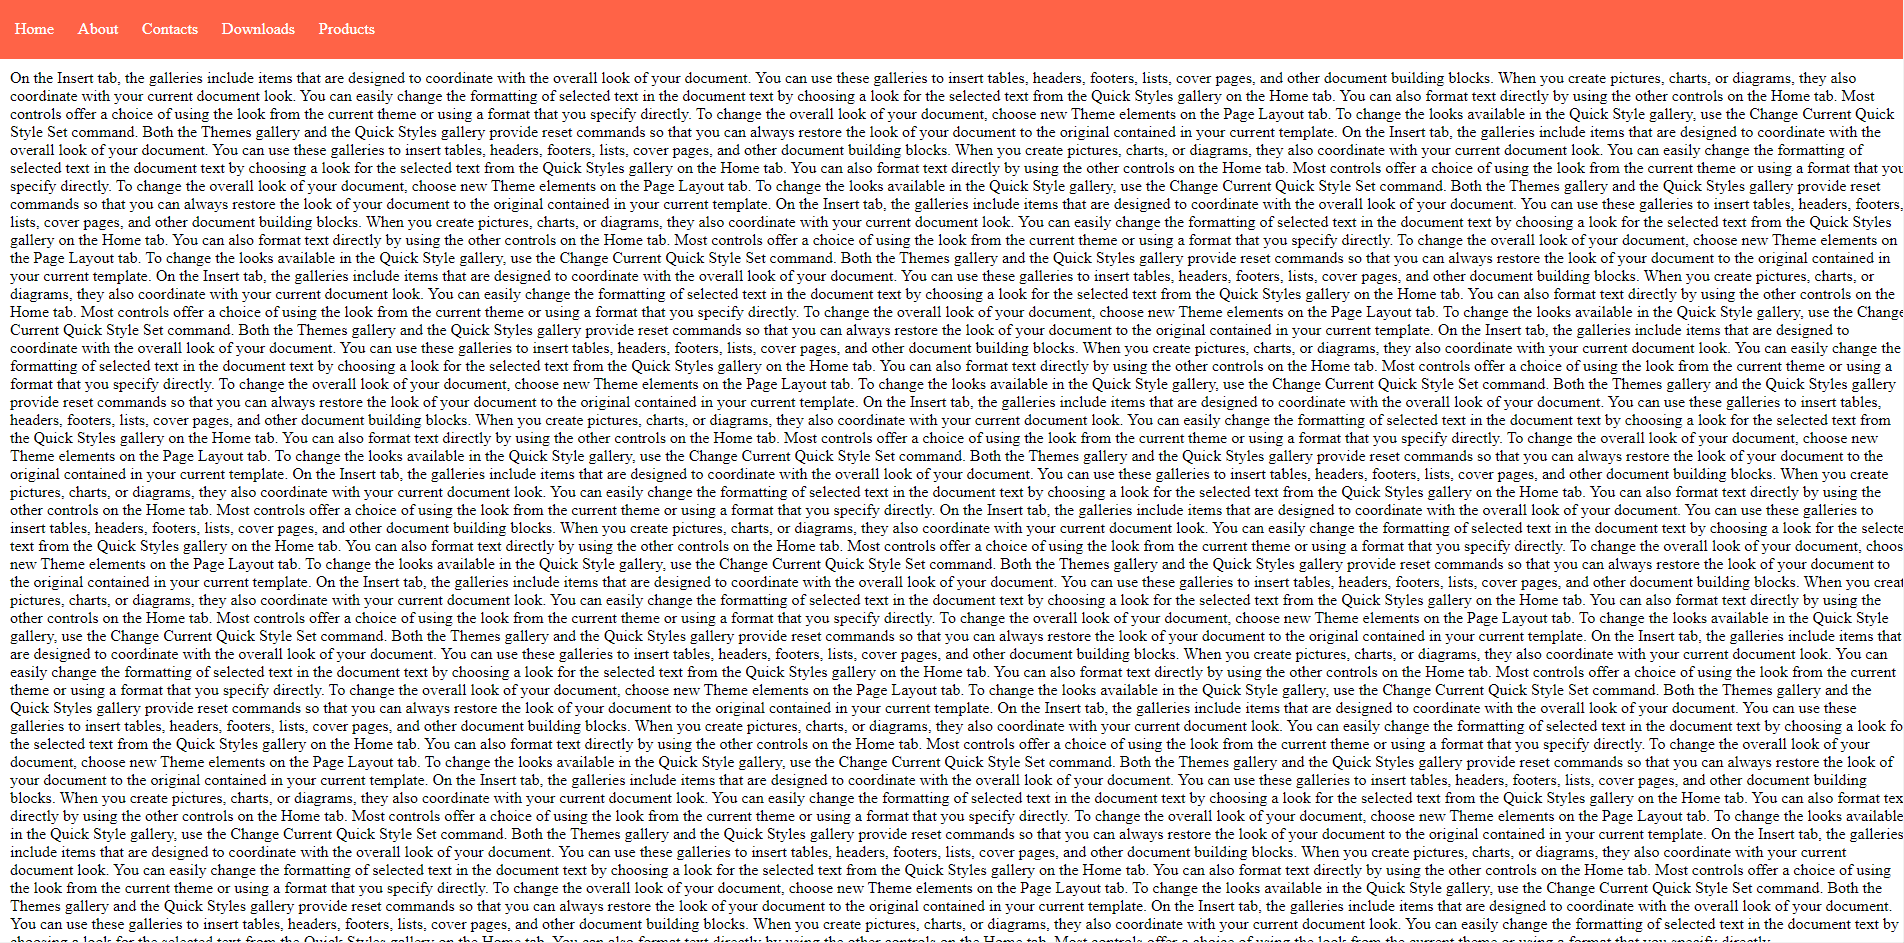 Home About Contacts Downloads Products
On the Insert tab, the galleries include items that are designed to coordinate with the overall look of your document. You can use these galleries to insert tables, headers, footers, lists, cover pages, and other document building blocks. When you create pictures, charts, or diagrams, they also
coordinate with your current document look. You can easily change the formatting of selected text in the document text by choosing a look for the selected text from the Quick Styles gallery on the Home tab. You can also format text directly by using the other controls on the Home tab. Most
controls offer a choice of using the look from the current theme or using a format that you specify directly. To change the overall look of your document, choose new Theme elements on the Page Layout tab. To change the looks available in the Quick Style gallery, use the Change Current Quick
Style Set command. Both the Themes gallery and the Quick Styles gallery provide reset commands so that you can always restore the look of your document to the original contained in your current template. On the Insert tab, the galleries include items that are designed to coordinate with the
overall look of your document. You can use these galleries to insert tables, headers, footers, lists, cover pages, and other document building blocks. When you create pictures, charts, or diagrams, they also coordinate with your current document look. You can easily change the formatting of
selected text in the document text by choosing a look for the selected text from the Quick Styles gallery on the Home tab. You can also format text directly by using the other controls on the Home tab. Most controls offer a choice of using the look from the current theme or using a format that you
specify directly. To change the overall look of your document, choose new Theme elements on the Page Layout tab. To change the looks available in the Quick Style gallery, use the Change Current Quick Style Set command. Both the Themes gallery and the Quick Styles gallery provide reset
commands so that you can always restore the look of your document to the original contained in your current template. On the Insert tab, the galleries include items that are designed to coordinate with the overall look of your document. You can use these galleries to insert tables, headers, footers,
lists, cover pages, and other document building blocks. When you create pictures, charts, or diagrams, they also coordinate with your current document look. You can easily change the formatting of selected text in the document text by choosing a look for the selected text from the Quick Styles
gallery on the Home tab. You can also format text directly by using the other controls on the Home tab. Most controls offer a choice of using the look from the current theme or using a format that you specify directly. To change the overall look of your document, choose new Theme elements on
the Page Layout tab. To change the looks available in the Quick Style gallery, use the Change Current Quick Style Set command. Both the Themes gallery and the Quick Styles gallery provide reset commands so that you can always restore the look of your document to the original contained in
your current template. On the Insert tab, the galleries include items that are designed to coordinate with the overall look of your document. You can use these galleries to insert tables, headers, footers, lists, cover pages, and other document building blocks. When you create pictures, charts, or
diagrams, they also coordinate with your current document look. You can easily change the formatting of selected text in the document text by choosing a look for the selected text from the Quick Styles gallery on the Home tab. You can also format text directly by using the other controls on the
Home tab. Most controls offer a choice of using the look from the current theme or using a format that you specify directly. To change the overall look of your document, choose new Theme elements on the Page Layout tab. To change the looks available in the Quick Style gallery, use the Change
Current Quick Style Set command. Both the Themes gallery and the Quick Styles gallery provide reset commands so that you can always restore the look of your document to the original contained in your current template. On the Insert tab, the galleries include items that are designed to
coordinate with the overall look of your document. You can use these galleries to insert tables, headers, footers, lists, cover pages, and other document building blocks. When you create pictures, charts, or diagrams, they also coordinate with your current document look. You can easily change the
formatting of selected text in the document text by choosing a look for the selected text from the Quick Styles gallery on the Home tab. You can also format text directly by using the other controls on the Home tab. Most controls offer a choice of using the look from the current theme or using a
format that you specify directly. To change the overall look of your document, choose new Theme elements on the Page Layout tab. To change the looks available in the Quick Style gallery, use the Change Current Quick Style Set command. Both the Themes gallery and the Quick Styles gallery
provide reset commands so that you can always restore the look of your document to the original contained in your current template. On the Insert tab, the galleries include items that are designed to coordinate with the overall look of your document. You can use these galleries to insert tables,
headers, footers, lists, cover pages, and other document building blocks. When you create pictures, charts, or diagrams, they also coordinate with your current document look. You can easily change the formatting of selected text in the document text by choosing a look for the selected text from
the Quick Styles gallery on the Home tab. You can also format text directly by using the other controls on the Home tab. Most controls offer a choice of using the look from the current theme or using a format that you specify directly. To change the overall look of your document, choose new
Theme elements on the Page Layout tab. To change the looks available in the Quick Style gallery, use the Change Current Quick Style Set command. Both the Themes gallery and the Quick Styles gallery provide reset commands so that you can always restore the look of your document to the
original contained in your current template. On the Insert tab, the galleries include items that are designed to coordinate with the overall look of your document. You can use these galleries to insert tables, headers, footers, lists, cover pages, and other document building blocks. When you create
pictures, charts, or diagrams, they also coordinate with your current document look. You can easily change the formatting of selected text in the document text by choosing a look for the selected text from the Quick Styles gallery on the Home tab. You can also format text directly by using the
other controls on the Home tab. Most controls offer a choice of using the look from the current theme or using a format that you specify directly. On the Insert tab, the galleries include items that are designed to coordinate with the overall look of your document. You can use these galleries to
insert tables, headers, footers, lists, cover pages, and other document building blocks. When you create pictures, charts, or diagrams, they also coordinate with your current document look. You can easily change the formatting of selected text in the document text by choosing a look for the selecte
text from the Quick Styles gallery on the Home tab. You can also format text directly by using the other controls on the Home tab. Most controls offer a choice of using the look from the current theme or using a format that you specify directly. To change the overall look of your document, choos
new Theme elements on the Page Layout tab. To change the looks available in the Quick Style gallery, use the Change Current Quick Style Set command. Both the Themes gallery and the Quick Styles gallery provide reset commands so that you can always restore the look of your document to
the original contained in your current template. On the Insert tab, the galleries include items that are designed to coordinate with the overall look of your document. You can use these galleries to insert tables, headers, footers, lists, cover pages, and other document building blocks. When you creat
pictures, charts, or diagrams, they also coordinate with your current document look. You can easily change the formatting of selected text in the document text by choosing a look for the selected text from the Quick Styles gallery on the Home tab. You can also format text directly by using the
other controls on the Home tab. Most controls offer a choice of using the look from the current theme or using a format that you specify directly. To change the overall look of your document, choose new Theme elements on the Page Layout tab. To change the looks available in the Quick Style
gallery, use the Change Current Quick Style Set command. Both the Themes gallery and the Quick Styles gallery provide reset commands so that you can always restore the look of your document to the original contained in your current template. On the Insert tab, the galleries include items that
are designed to coordinate with the overall look of your document. You can use these galleries to insert tables, headers, footers, lists, cover pages, and other document building blocks. When you create pictures, charts, or diagrams, they also coordinate with your current document look. You can
easily change the formatting of selected text in the document text by choosing a look for the selected text from the Quick Styles gallery on the Home tab. You can also format text directly by using the other controls on the Home tab. Most controls offer a choice of using the look from the current
theme or using a format that you specify directly. To change the overall look of your document, choose new Theme elements on the Page Layout tab. To change the looks available in the Quick Style gallery, use the Change Current Quick Style Set command. Both the Themes gallery and the
Quick Styles gallery provide reset commands so that you can always restore the look of your document to the original contained in your current template. On the Insert tab, the galleries include items that are designed to coordinate with the overall look of your document. You can use these
galleries to insert tables, headers, footers, lists, cover pages, and other document building blocks. When you create pictures, charts, or diagrams, they also coordinate with your current document look. You can easily change the formatting of selected text in the document text by choosing a look fo
the selected text from the Quick Styles gallery on the Home tab. You can also format text directly by using the other controls on the Home tab. Most controls offer a choice of using the look from the current theme or using a format that you specify directly. To change the overall look of your
document, choose new Theme elements on the Page Layout tab. To change the looks available in the Quick Style gallery, use the Change Current Quick Style Set command. Both the Themes gallery and the Quick Styles gallery provide reset commands so that you can always restore the look of
your document to the original contained in your current template. On the Insert tab, the galleries include items that are designed to coordinate with the overall look of your document. You can use these galleries to insert tables, headers, footers, lists, cover pages, and other document building
blocks. When you create pictures, charts, or diagrams, they also coordinate with your current document look. You can easily change the formatting of selected text in the document text by choosing a look for the selected text from the Quick Styles gallery on the Home tab. You can also format tex
directly by using the other controls on the Home tab. Most controls offer a choice of using the look from the current theme or using a format that you specify directly. To change the overall look of your document, choose new Theme elements on the Page Layout tab. To change the looks available
in the Quick Style gallery, use the Change Current Quick Style Set command. Both the Themes gallery and the Quick Styles gallery provide reset commands so that you can always restore the look of your document to the original contained in your current template. On the Insert tab, the galleries
include items that are designed to coordinate with the overall look of your document. You can use these galleries to insert tables, headers, footers, lists, cover pages, and other document building blocks. When you create pictures, charts, or diagrams, they also coordinate with your current
document look. You can easily change the formatting of selected text in the document text by choosing a look for the selected text from the Quick Styles gallery on the Home tab. You can also format text directly by using the other controls on the Home tab. Most controls offer a choice of using
the look from the current theme or using a format that you specify directly. To change the overall look of your document, choose new Theme elements on the Page Layout tab. To change the looks available in the Quick Style gallery, use the Change Current Quick Style Set command. Both the
Themes gallery and the Quick Styles gallery provide reset commands so that you can always restore the look of your document to the original contained in your current template. On the Insert tab, the galleries include items that are designed to coordinate with the overall look of your document.
You can use these galleries to insert tables, headers, footers, lists, cover pages, and other document building blocks. When you create pictures, charts, or diagrams, they also coordinate with your current document look. You can easily change the formatting of selected text in the document text by
choosing a look for the selected text from the Quick Styles gallery on the Home tab. You can also format text directly by using the other controls on the Home tab. Most controls offer a choice of using the look from the current theme or using a format that you specify directly.